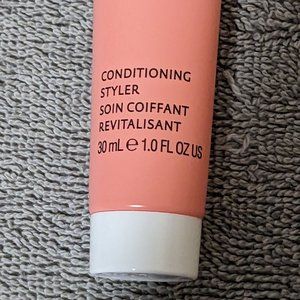 CONDITIONING
STYLER
SOIN COIFFANT
REVITALISANT
30 mL ℮ 1.0 FL OZ US